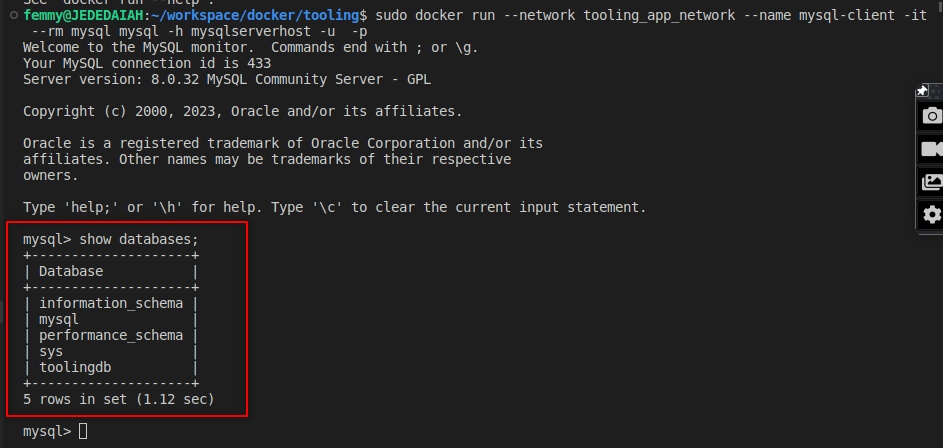 See 'docker run --help'.
femmy@JEDEDAIAH:~/workspace/docker/tooling$ sudo docker run --network tooling_app_network --name mysql-client -it
--rm mysql mysql -h mysqlserverhost -u  -p
Welcome to the MySQL monitor.  Commands end with ; or \g.
Your MySQL connection id is 433
Server version: 8.0.32 MySQL Community Server - GPL
Copyright (c) 2000, 2023, Oracle and/or its affiliates.
Oracle is a registered trademark of Oracle Corporation and/or its
affiliates. Other names may be trademarks of their respective
owners.
Type 'help;' or '\h' for help. Type '\c' to clear the current input statement.
mysql> show databases;
+--------------------+
| Database           |
+--------------------+
| information_schema |
| mysql              |
| performance_schema |
| sys                |
| toolingdb          |
+--------------------+
5 rows in set (1.12 sec)
mysql>